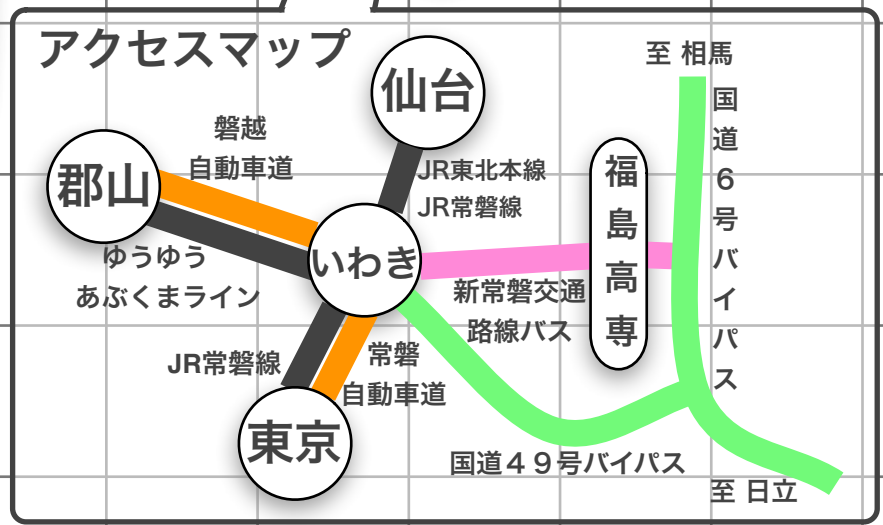 アクセスマップ
仙台
至 相馬
磐越
自動車道
郡山
JR東北本線
JR常磐線
福島高専
国道６号バイパス
ゆうゆう
あぶくまライン
いわき
新常磐交通
路線バス
JR常磐線
常磐
自動車道
東京
国道４９号バイパス
至 日立